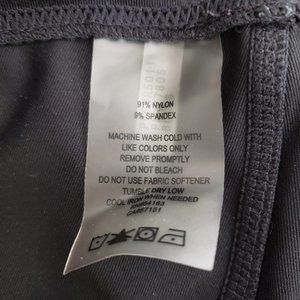 91% NYLON
9% SPANDEX
MACHINE WASH COLD WITH
LIKE COLORS ONLY
REMOVE PROMPTLY
DO NOT BLEACH
DO NOT USE FABRIC SOFTENER
TUMBLE DRY LOW
COOL IRON WHEN NEEDED